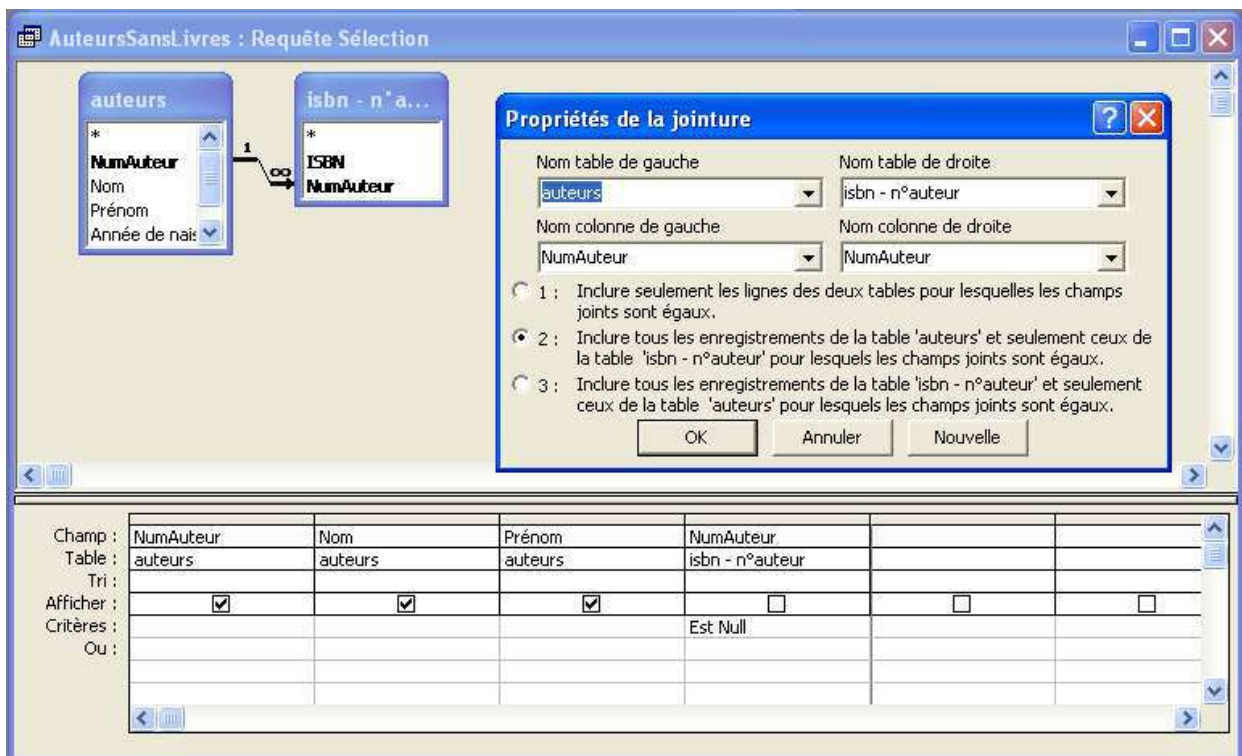 AuteursSansLivres : Requête Sélection
auteurs
*
NumAuteur
Nom
Prénom
Année de nais
1
∞
isbn - n°a...
*
ISBN
NumAuteur
Propriétés de la jointure
Nom table de gauche Nom table de droite
auteurs isbn - n°auteur
Nom colonne de gauche Nom colonne de droite
NumAuteur NumAuteur
1 : Inclure seulement les lignes des deux tables pour lesquelles les champs
joints sont égaux.
2 : Inclure tous les enregistrements de la table 'auteurs' et seulement ceux de
la table 'isbn - n°auteur' pour lesquels les champs joints sont égaux.
3 : Inclure tous les enregistrements de la table 'isbn - n°auteur' et seulement
ceux de la table 'auteurs' pour lesquels les champs joints sont égaux.
OK Annuler Nouvelle
Champ : NumAuteur Nom Prénom NumAuteur
Table : auteurs auteurs auteurs isbn - n°auteur
Tri :
Afficher :
Critères : Est Null
Ou :